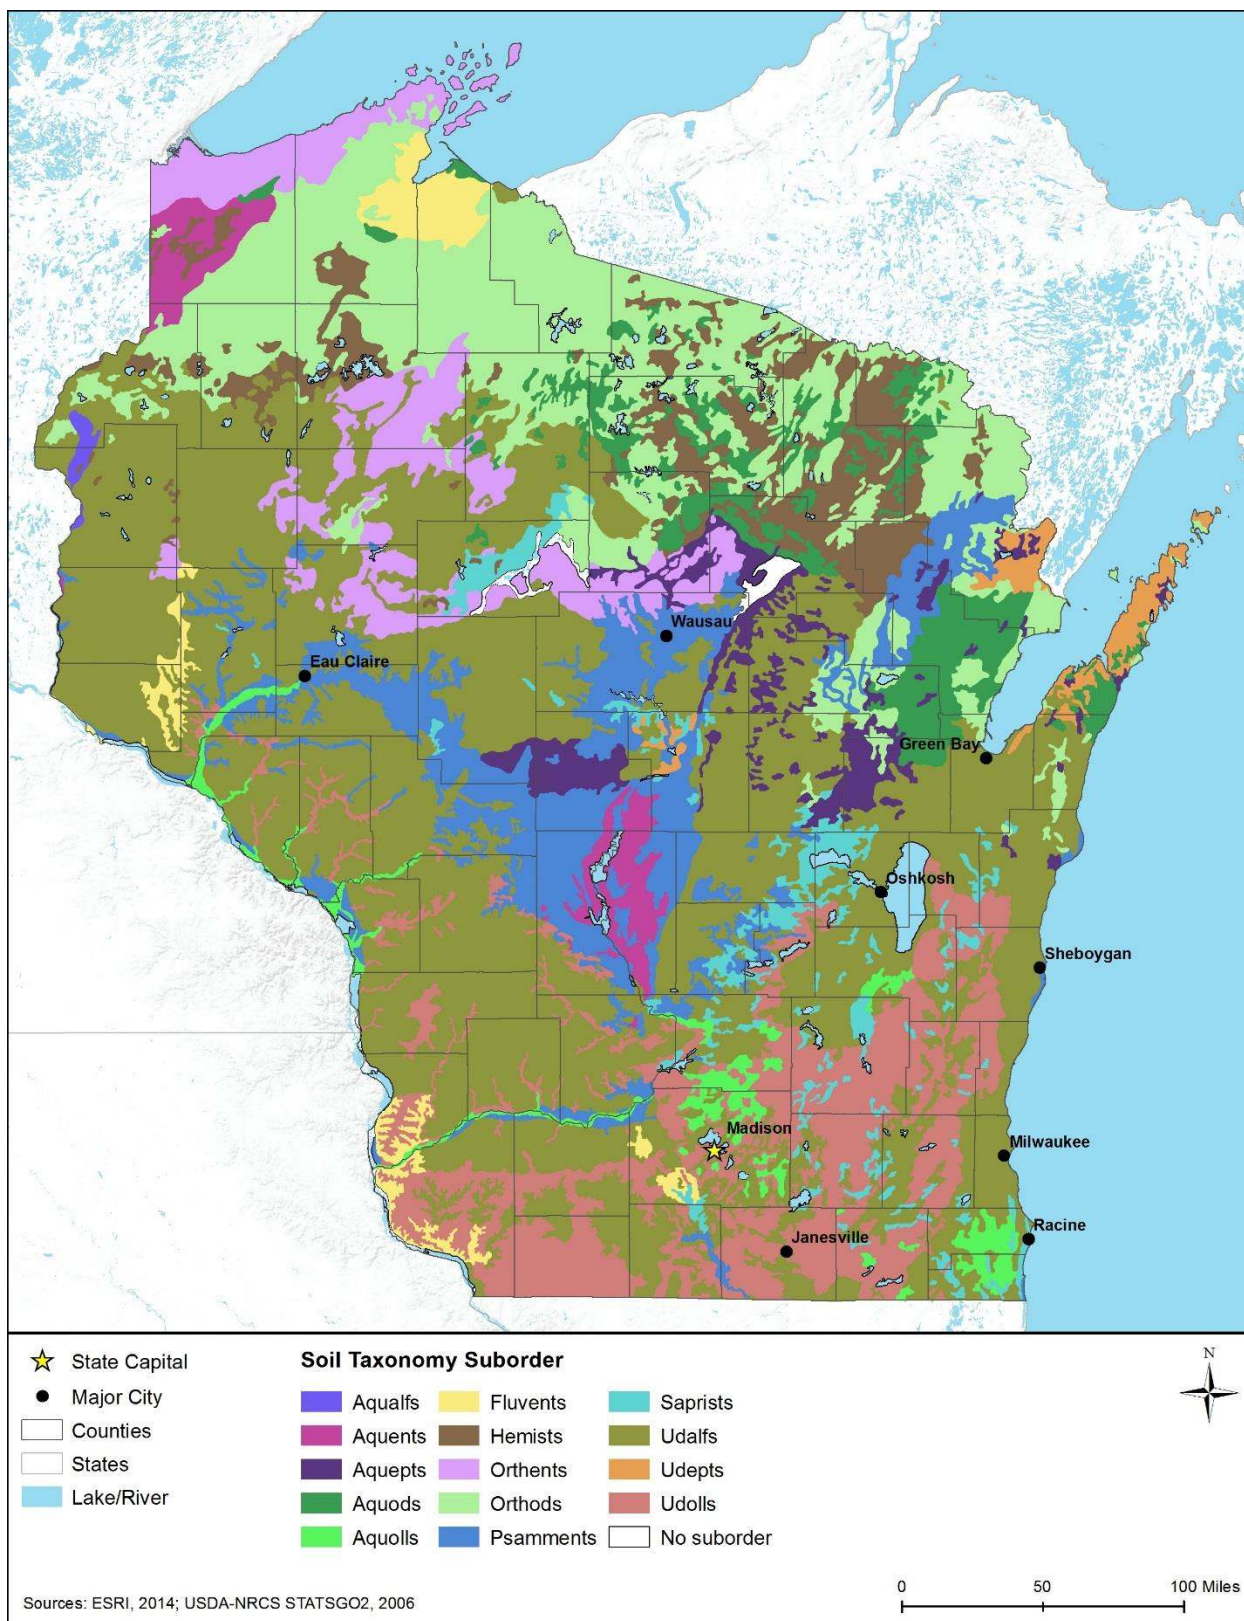 Wausau
Eau Claire
Green Bay
Oshkosh
Sheboygan
Madison
Milwaukee
Racine
Janesville
State Capital
Major City
Counties
States
Lake/River
Soil Taxonomy Suborder
Aqualfs
Aquents
Aquepts
Aquods
Aquolls
Fluvents
Hemists
Orthents
Orthods
Psamments
Saprists
Udalfs
Udepts
Udolls
No suborder
N
0 50 100 Miles
Sources: ESRI, 2014; USDA-NRCS STATSGO2, 2006